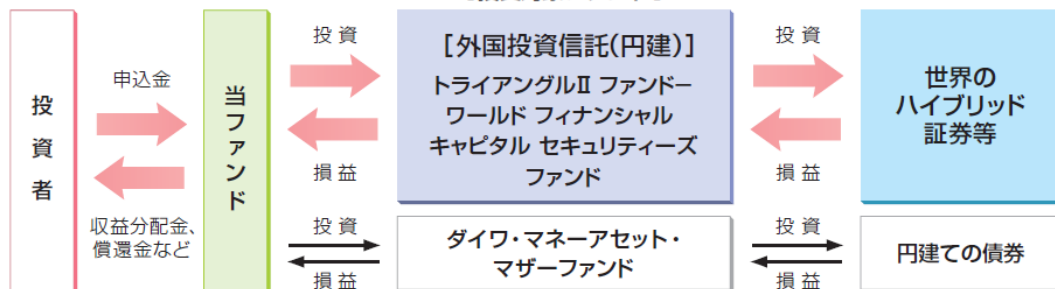 投資者
申込金
収益分配金、
償還金など
当ファンド
投 資
損 益
[外国投資信託(円建)]
トライアングルⅡ ファンドー
ワールド フィナンシャル
キャピタル セキュリティーズ
ファンド
投 資
損 益
世界の
ハイブリッド
証券等
投 資
損 益
ダイワ・マネーアセット・
マザーファンド
投 資
損 益
円建ての債券